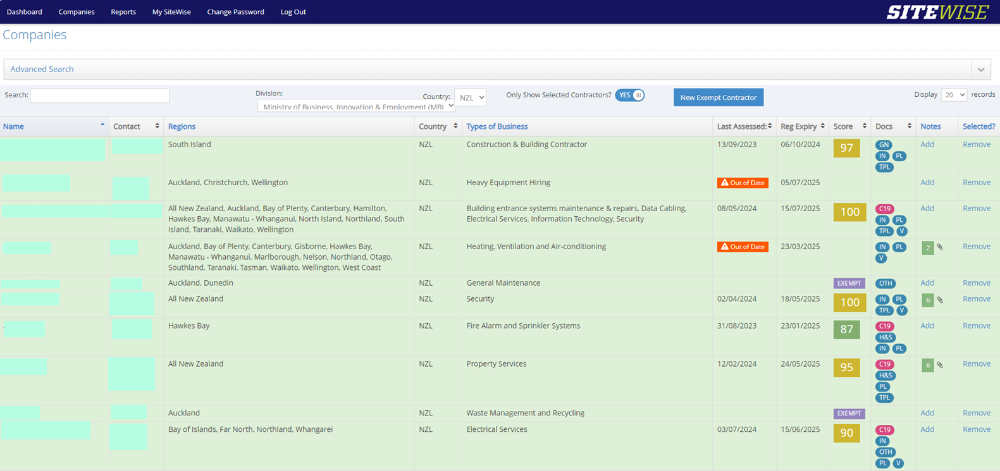 Dashboard Companies Reports My SiteWise Change Password Log Out SITEWISE
Companies
Advanced Search
Search: Division: Ministry of Business, Innovation & Employment (MBI Country: NZL Only Show Selected Contractors? YES New Exempt Contractor Display 20 records
Name Contact Regions Country Types of Business Last Assessed: Reg Expiry Score Docs Notes Selected?
South Island NZL Construction & Building Contractor 13/09/2023 06/10/2024 97 GN Add Remove
IN PL
TPL
Auckland, Christchurch, Wellington NZL Heavy Equipment Hiring Out of Date 05/07/2025 Add Remove
All New Zealand, Auckland, Bay of Plenty, Canterbury, Hamilton, NZL Building entrance systems maintenance & repairs, Data Cabling, 08/05/2024 15/07/2025 100 C19 Add Remove
Hawkes Bay, Manawatu - Whanganui, North Island, Northland, South Electrical Services, Information Technology, Security IN PL
Island, Taranaki, Waikato, Wellington TPL V
Auckland, Bay of Plenty, Canterbury, Gisborne, Hawkes Bay, NZL Heating, Ventilation and Air-conditioning Out of Date 23/03/2025 IN PL 2 Remove
Manawatu - Whanganui, Marlborough, Nelson, Northland, Otago, V
Southland, Taranaki, Tasman, Waikato, Wellington, West Coast
Auckland, Dunedin NZL General Maintenance EXEMPT OTH Add Remove
All New Zealand NZL Security 02/04/2024 18/05/2025 100 IN PL 6 Remove
TPL V
Hawkes Bay NZL Fire Alarm and Sprinkler Systems 31/08/2023 23/01/2025 87 C19 Add Remove
H&S
IN PL
All New Zealand NZL Property Services 12/02/2024 24/05/2025 95 C19 6 Remove
H&S
PL
TPL
Auckland NZL Waste Management and Recycling EXEMPT Add Remove
Bay of Islands, Far North, Northland, Whangarei NZL Electrical Services 03/07/2024 15/06/2025 90 C19 Add Remove
IN
OTH
PL V